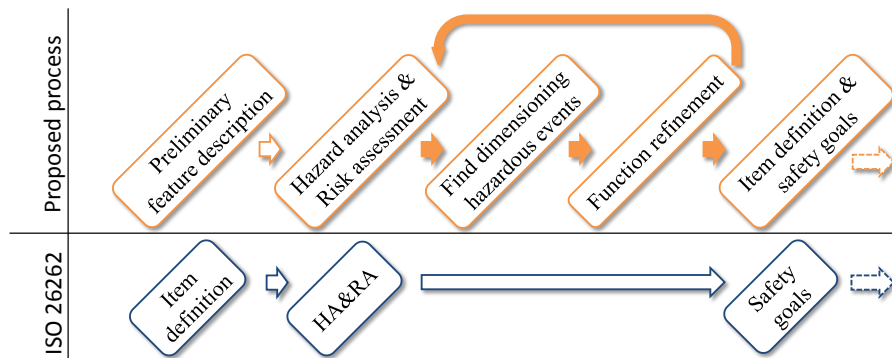 Proposed process
Preliminary
feature description
Hazard analysis &
Risk assessment
Find dimensioning
hazardous events
Function refinement
Item definition &
safety goals
ISO 26262
Item
definition
HA&RA
Safety
goals